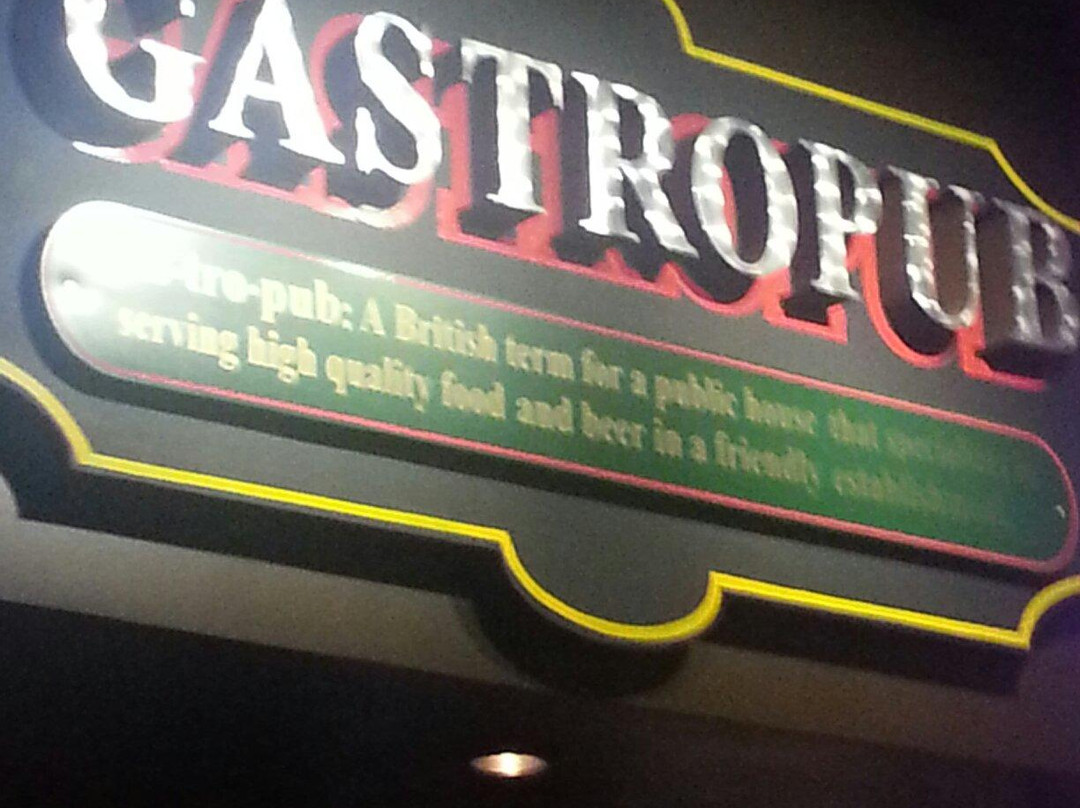 GASTROPUB
-tro-pub: A British term for a public house that
serving high quality food and beer in a friendly